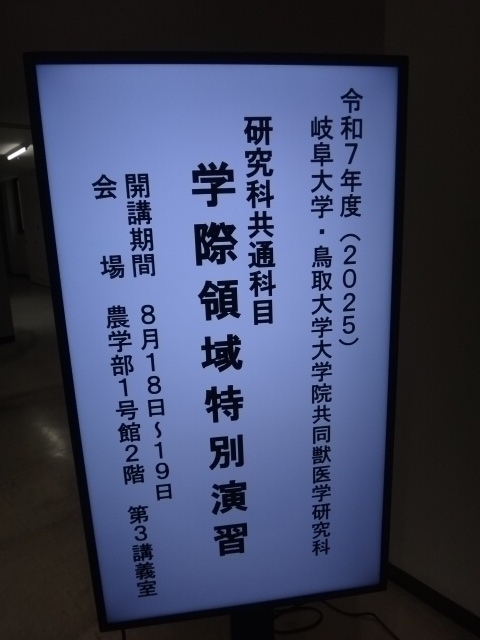 令和7年度（2025）
岐阜大学・鳥取大学大学院共同獣医学研究科
研究科共通科目
学際領域特別演習
開講期間　8月18日～19日
会　場　農学部1号館2階　第3講義室